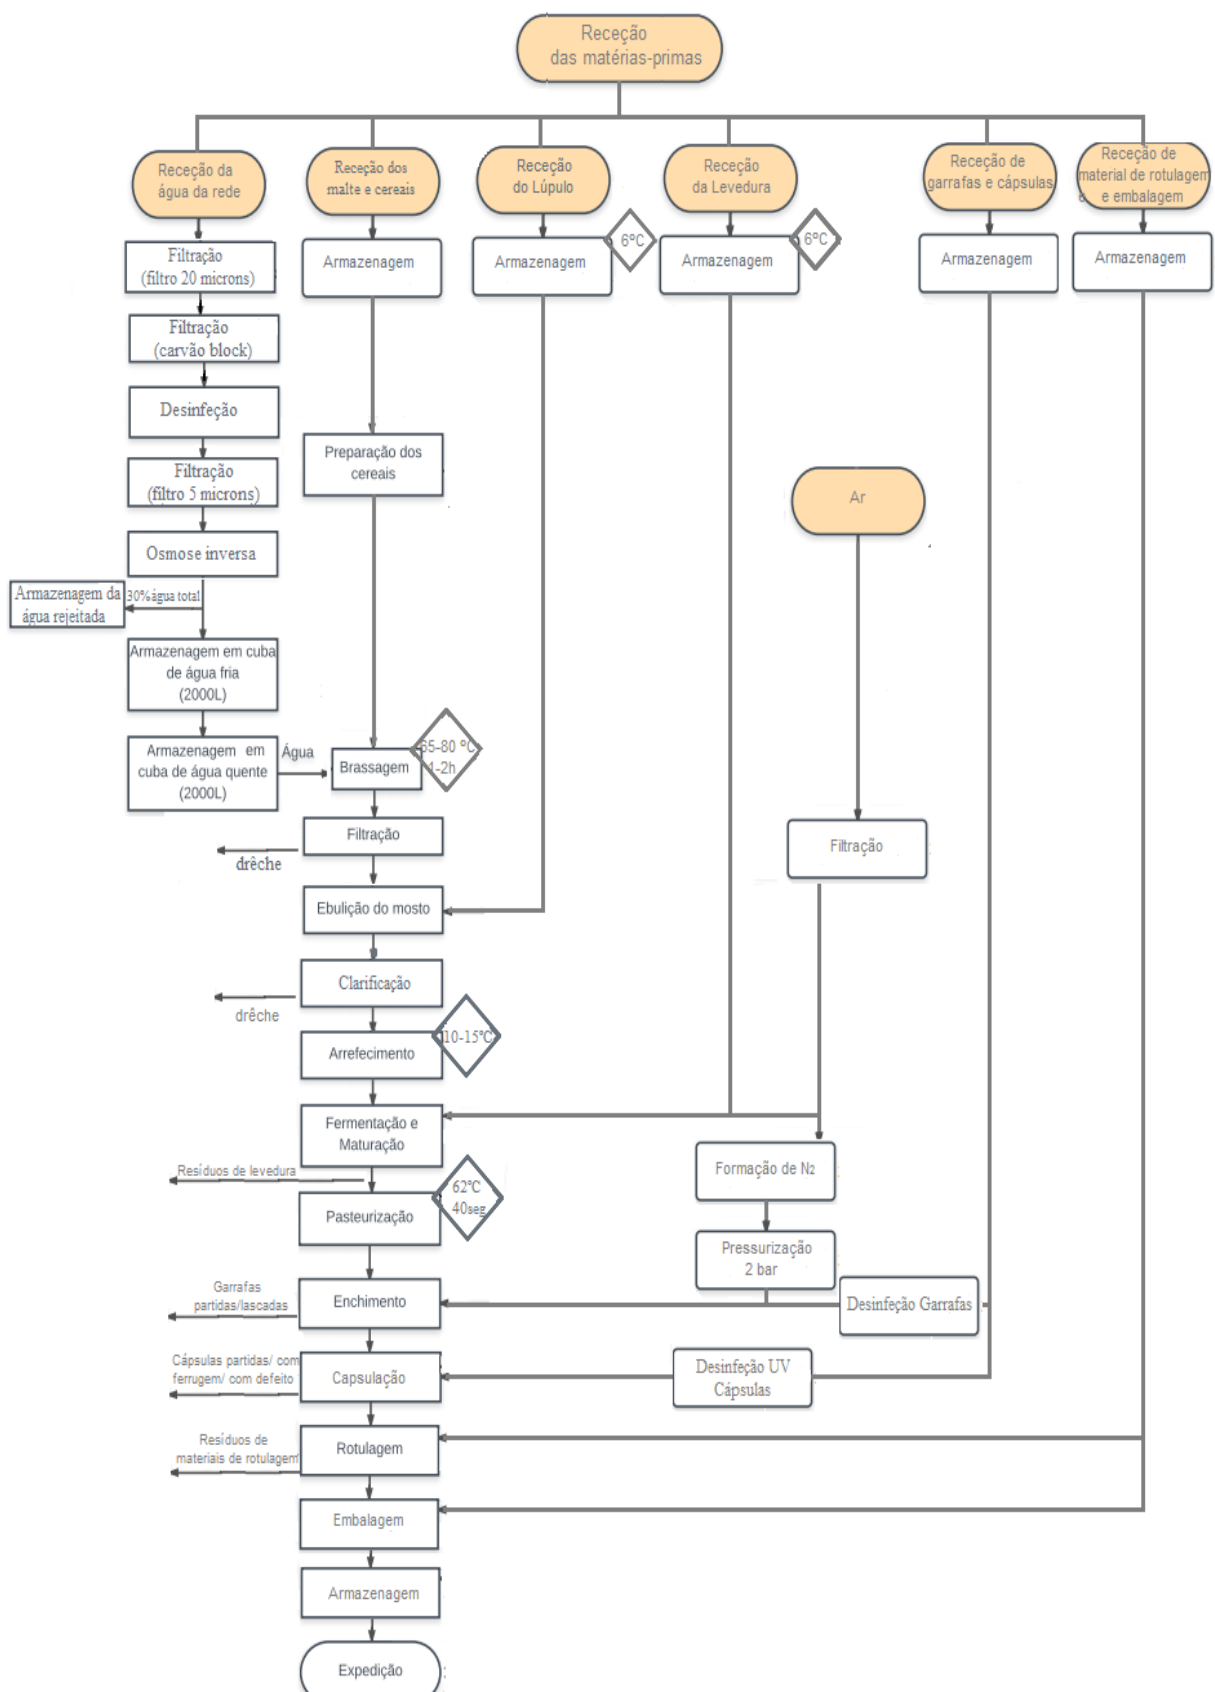 Receção
das matérias-primas
Receção da
água da rede
Receção dos
malte e cereais
Receção
do Lúpulo
Receção
da Levedura
Receção de
garrafas e cápsulas
Receção de
material de rotulagem
e embalagem
Filtração
(filtro 20 microns)
Armazenagem
Armazenagem
6ºC
Armazenagem
6ºC
Armazenagem
Armazenagem
Filtração
(carvão block)
Desinfeção
Filtração
(filtro 5 microns)
Preparação dos
cereais
Ar
Osmose inversa
Armazenagem da
água rejeitada
30%água total
Armazenagem em cuba
de água fria
(2000L)
Armazenagem em
cuba de água quente
(2000L)
Água
Brassagem
65-80 ºC
1-2h
Filtração
Filtração
drêche
Ebulição do mosto
Clarificação
drêche
Arrefecimento
10-15ºC
Fermentação e
Maturação
Formação de N2
Resíduos de levedura
Pasteurização
62ºC
40seg
Pressurização
2 bar
Garrafas
partidas/lascadas
Enchimento
Desinfeção Garrafas
Cápsulas partidas/ com
ferrugem/ com defeito
Capsulação
Desinfeção UV
Cápsulas
Resíduos de
materiais de rotulagem
Rotulagem
Embalagem
Armazenagem
Expedição